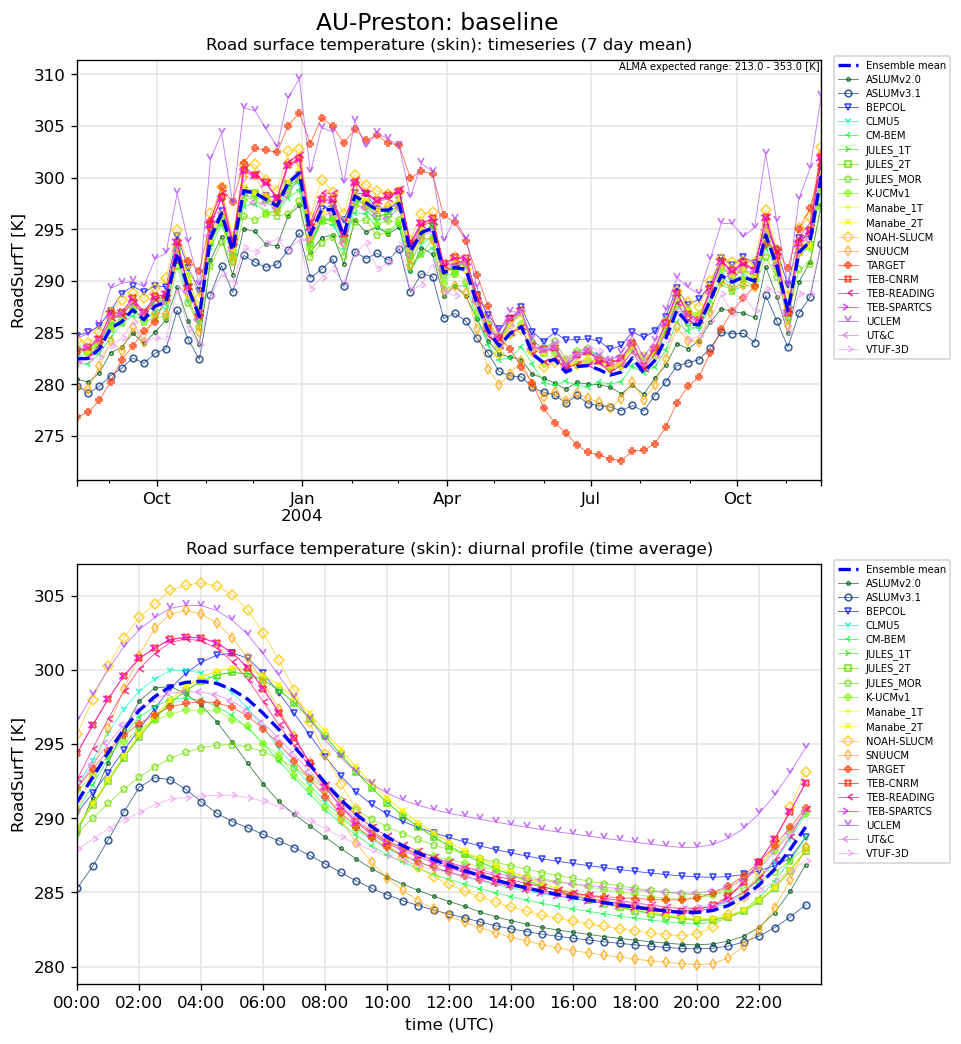 AU-Preston: baseline
Road surface temperature (skin): timeseries (7 day mean)
ALMA expected range: 213.0 - 353.0 [K]
RoadSurfT [K]
310
305
300
295
290
285
280
275
Oct
Jan
2004
Apr
Jul
Oct
Ensemble mean
ASLUMv2.0
ASLUMv3.1
BEPCOL
CLMU5
CM-BEM
JULES_1T
JULES_2T
JULES_MOR
K-UCMv1
Manabe_1T
Manabe_2T
NOAH-SLUCM
SNUUCM
TARGET
TEB-CNRM
TEB-READING
TEB-SPARTCS
UCLEM
UT&C
VTUF-3D
Road surface temperature (skin): diurnal profile (time average)
RoadSurfT [K]
305
300
295
290
285
280
00:00
02:00
04:00
06:00
08:00
10:00
12:00
14:00
16:00
18:00
20:00
22:00
time (UTC)
Ensemble mean
ASLUMv2.0
ASLUMv3.1
BEPCOL
CLMU5
CM-BEM
JULES_1T
JULES_2T
JULES_MOR
K-UCMv1
Manabe_1T
Manabe_2T
NOAH-SLUCM
SNUUCM
TARGET
TEB-CNRM
TEB-READING
TEB-SPARTCS
UCLEM
UT&C
VTUF-3D